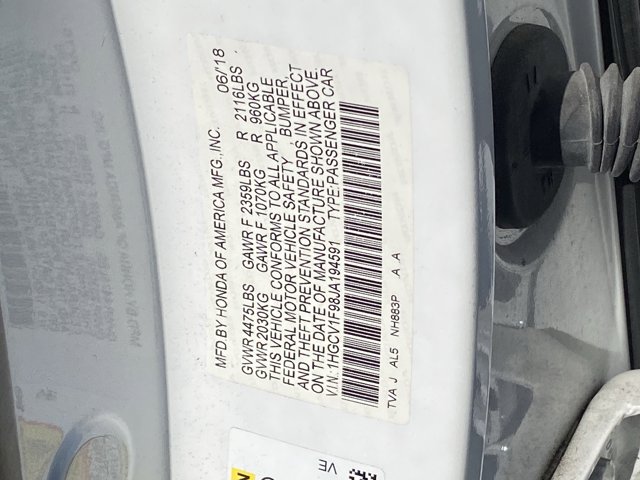 MFD BY HONDA OF AMERICA MFG. INC. 06/18
GVWR 4475LBS GAWR F 2359LBS R 2116LBS
GVWR 2030KG GAWR F 1070KG R 960KG
THIS VEHICLE CONFORMS TO ALL APPLICABLE
FEDERAL MOTOR VEHICLE SAFETY , BUMPER,
AND THEFT PREVENTION STANDARDS IN EFFECT
ON THE DATE OF MANUFACTURE SHOWN ABOVE.
V.I.N.:1HGCV1F98JA194591 TYPE:PASSENGER CAR
TVA J AL5 NH883P A A
VE